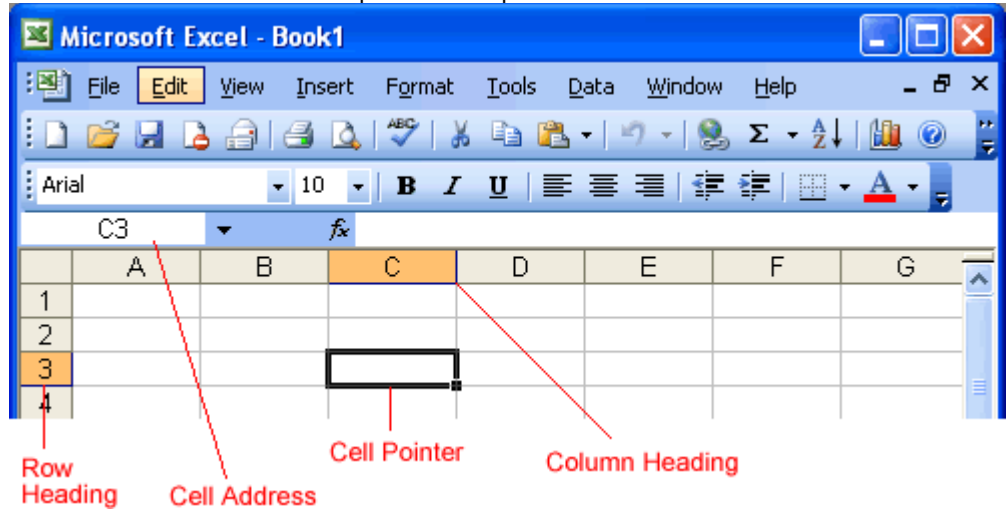 Microsoft Excel - Book1
File Edit View Insert Format Tools Data Window Help
ABC Σ A Z
Arial 10 B I U A
C3 fx
A B C D E F G
1
2
3
4
Cell Pointer
Column Heading
Row
Heading
Cell Address